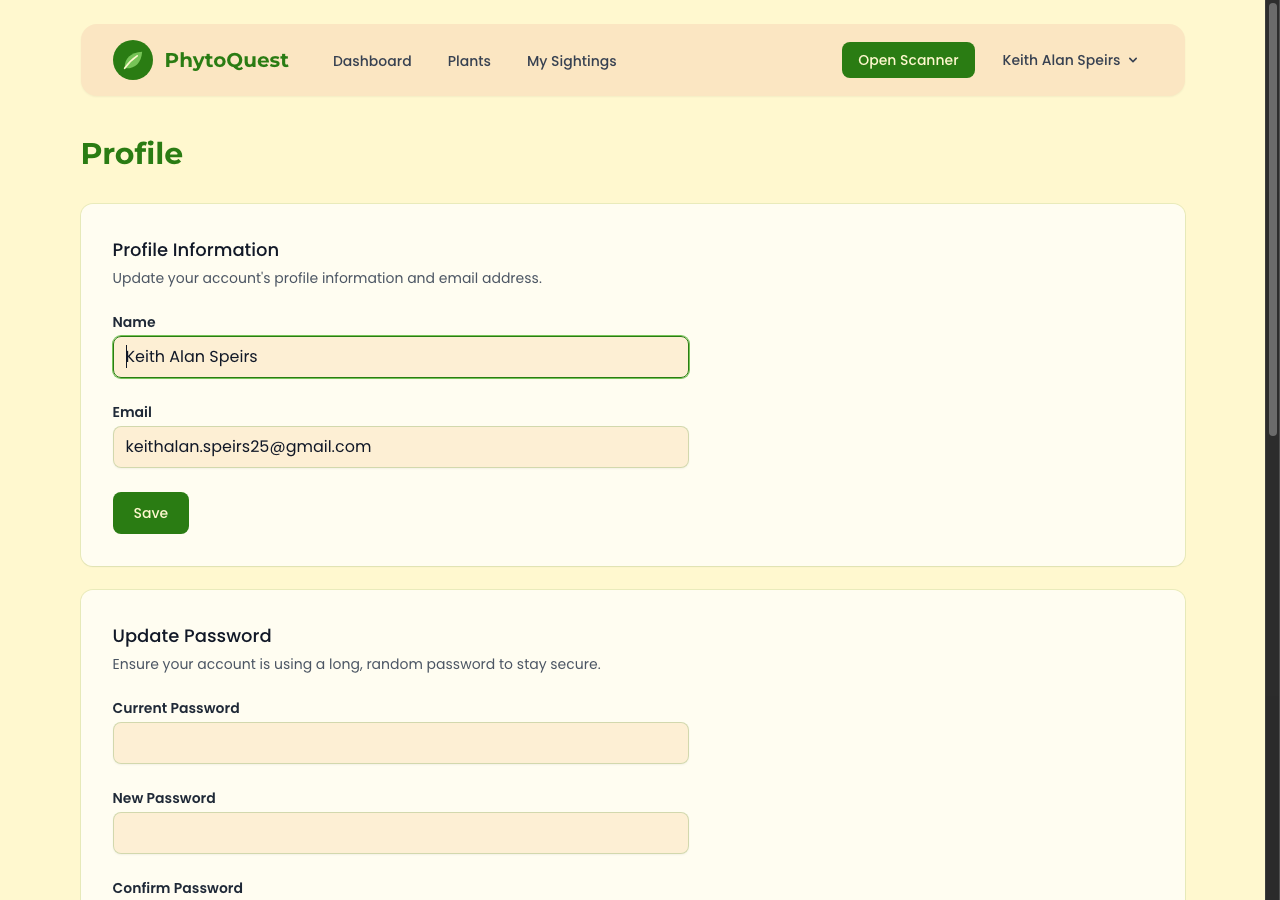 PhytoQuest Dashboard Plants My Sightings Open Scanner Keith Alan Speirs
Profile
Profile Information
Update your account's profile information and email address.
Name
Keith Alan Speirs
Email
keithalan.speirs25@gmail.com
Save
Update Password
Ensure your account is using a long, random password to stay secure.
Current Password
New Password
Confirm Password